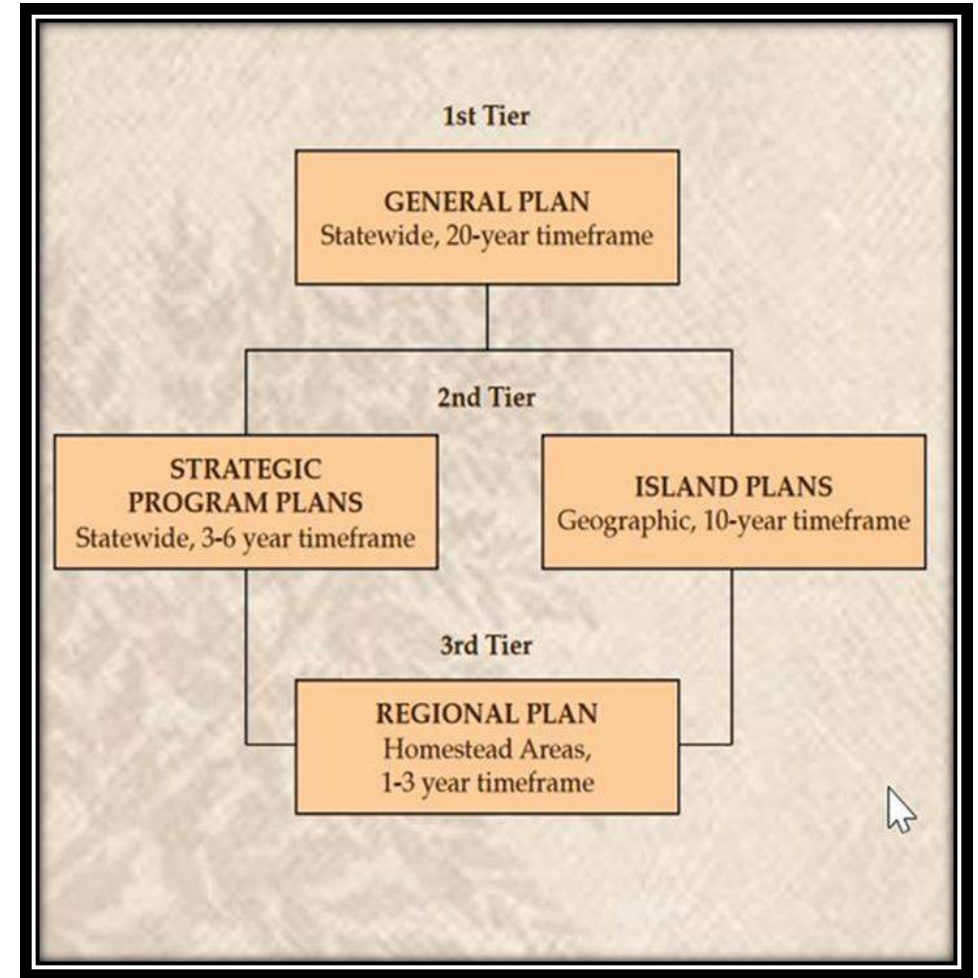 1st Tier
GENERAL PLAN
Statewide, 20-year timeframe
2nd Tier
STRATEGIC
PROGRAM PLANS
Statewide, 3-6 year timeframe
ISLAND PLANS
Geographic, 10-year timeframe
3rd Tier
REGIONAL PLAN
Homestead Areas,
1-3 year timeframe